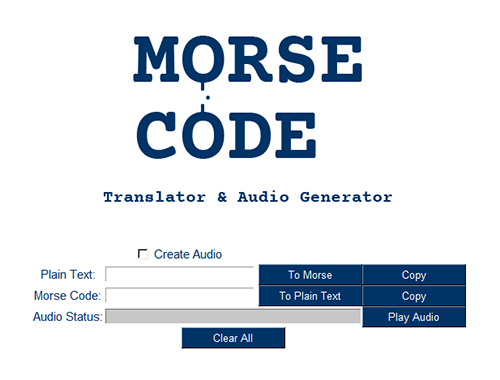 MORSE
CODE
Translator & Audio Generator
Create Audio
Plain Text: To Morse Copy
Morse Code: To Plain Text Copy
Audio Status: Play Audio
Clear All